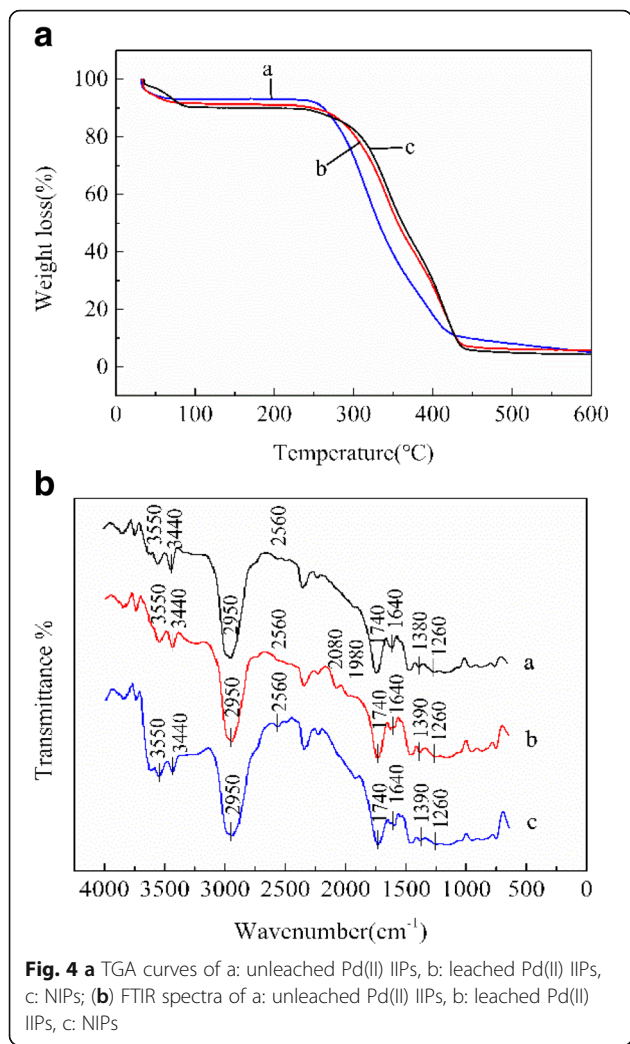 a
100
80
60
40
20
0
Weight loss(%)
a
b
c
0 100 200 300 400 500 600
Temperature(°C)
b
3550
3440
2950
2560
1740
1640
1380
1260
a
3550
3440
2950
2560
2080
1980
1740
1640
1390
1260
b
3550
3440
2950
2560
1740
1640
1390
1260
c
Transmittance %
4000 3500 3000 2500 2000 1500 1000 500 0
Wavenumber(cm⁻¹)
Fig. 4 a TGA curves of a: unleached Pd(II) IIPs, b: leached Pd(II) IIPs,
c: NIPs; (b) FTIR spectra of a: unleached Pd(II) IIPs, b: leached Pd(II)
IIPs, c: NIPs